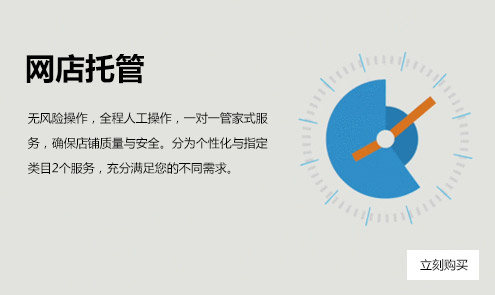 网店托管
无风险操作，全程人工操作，一对一管家式服
务，确保店铺质量与安全。分为个性化与指定
类目2个服务，充分满足您的不同需求。
立刻购买